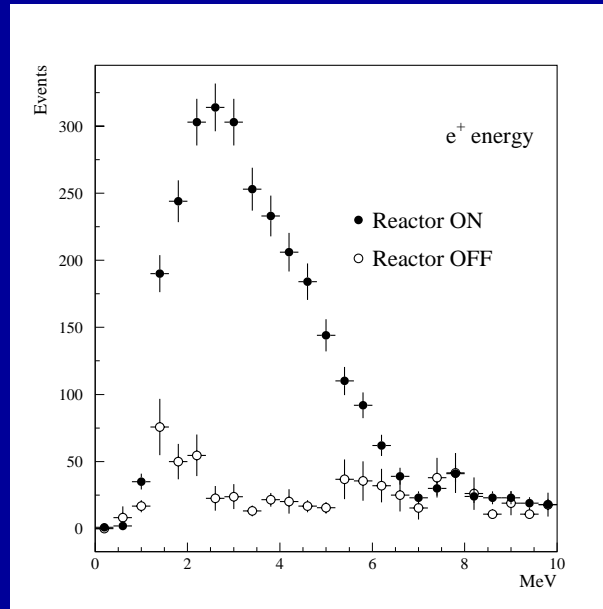 Events
e⁺ energy
Reactor ON
Reactor OFF
300
250
200
150
100
50
0
0 2 4 6 8 10
MeV